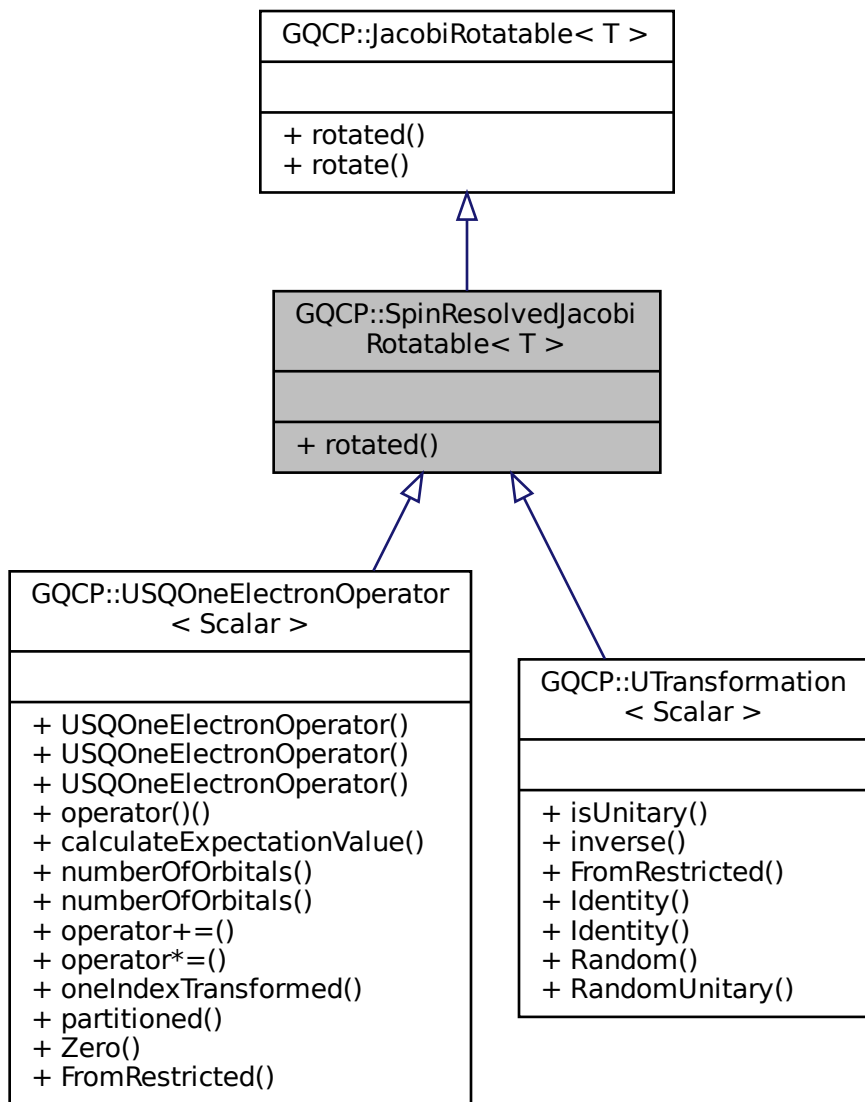 GQCP::JacobiRotatable< T >
+ rotated()
+ rotate()
GQCP::SpinResolvedJacobi
Rotatable< T >
+ rotated()
GQCP::USQOneElectronOperator
< Scalar >
+ USQOneElectronOperator()
+ USQOneElectronOperator()
+ USQOneElectronOperator()
+ operator()()
+ calculateExpectationValue()
+ numberOfOrbitals()
+ numberOfOrbitals()
+ operator+=()
+ operator*=()
+ oneIndexTransformed()
+ partitioned()
+ Zero()
+ FromRestricted()
GQCP::UTransformation
< Scalar >
+ isUnitary()
+ inverse()
+ FromRestricted()
+ Identity()
+ Identity()
+ Random()
+ RandomUnitary()